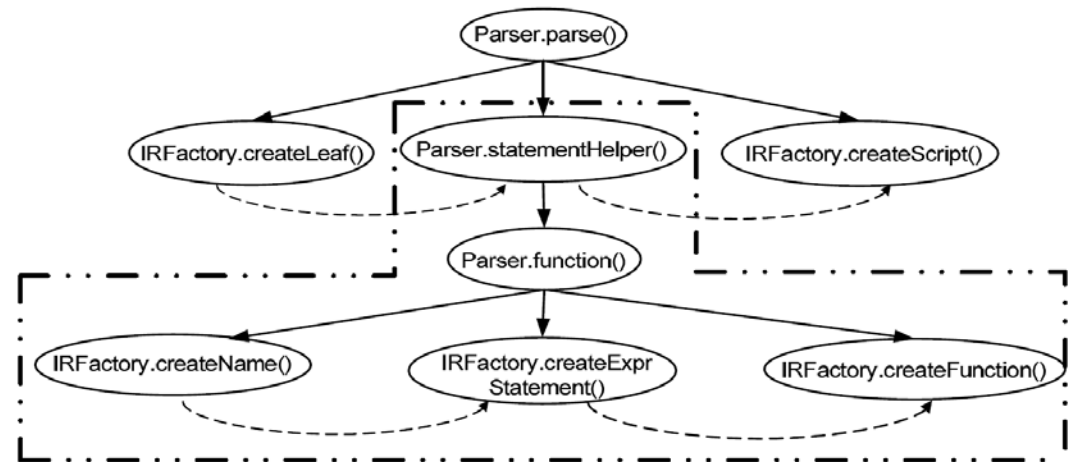 Parser.parse()
IRFactory.createLeaf()
Parser.statementHelper()
IRFactory.createScript()
Parser.function()
IRFactory.createName()
IRFactory.createExpr
Statement()
IRFactory.createFunction()